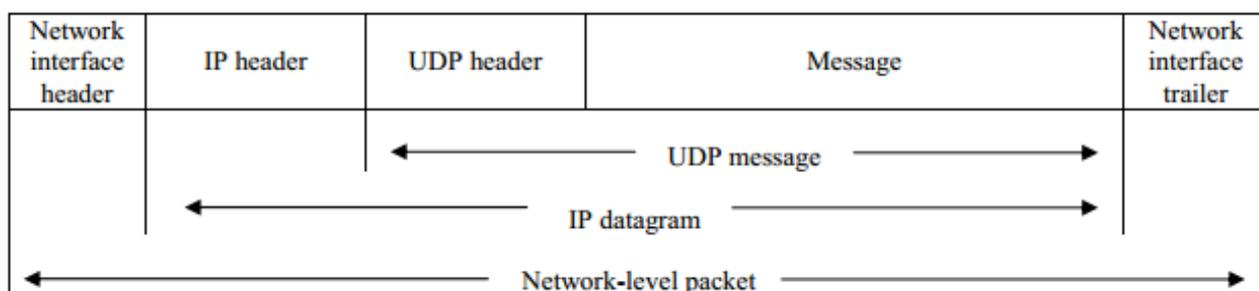 Network
interface
header
IP header
UDP header
Message
Network
interface
trailer
UDP message
IP datagram
Network-level packet